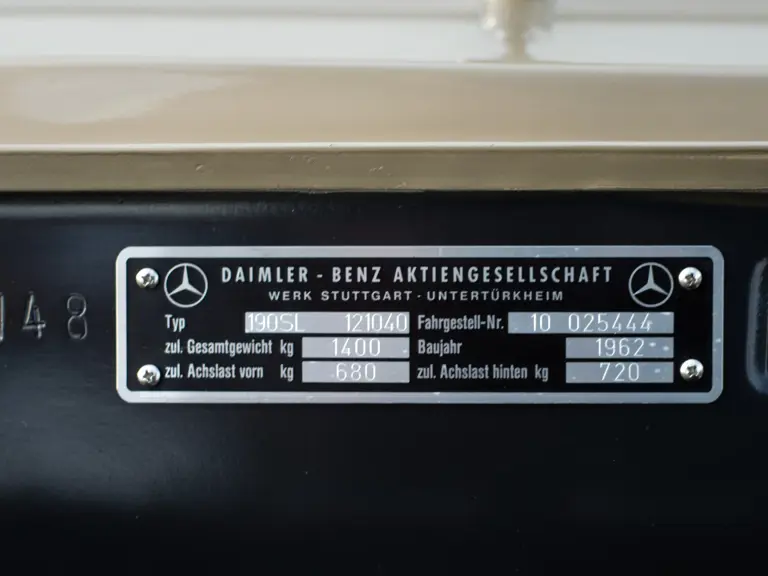 DAIMLER - BENZ AKTIENGESELLSCHAFT
WERK STUTTGART - UNTERTÜRKHEIM
Typ 190SL 121040 Fahrgestell-Nr. 10 025444
zul. Gesamtgewicht kg 1400 Baujahr 1962
zul. Achslast vorn kg 680 zul. Achslast hinten kg 720
48